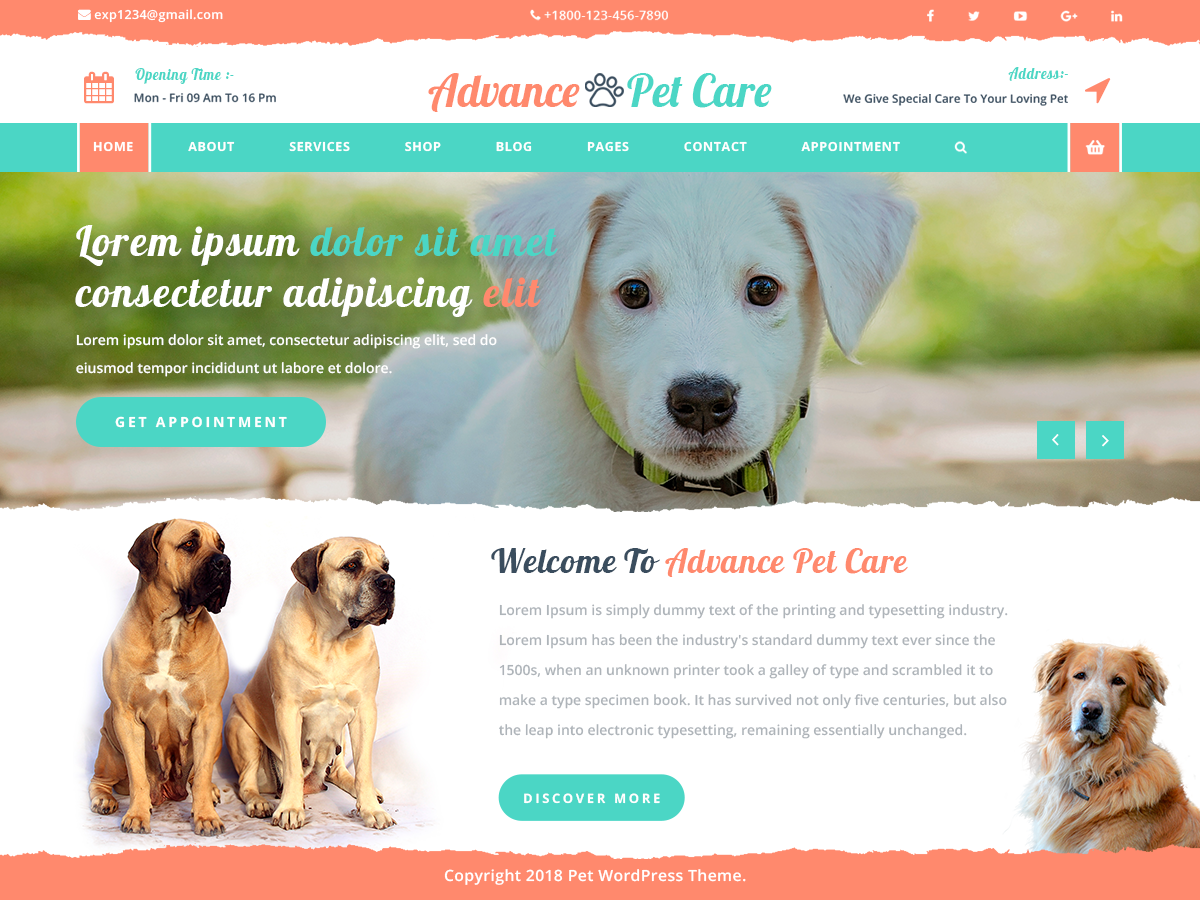 exp1234@gmail.com
+1800-123-456-7890
Opening Time :-
Mon - Fri 09 Am To 16 Pm
Advance Pet Care
Address:-
We Give Special Care To Your Loving Pet
HOME ABOUT SERVICES SHOP BLOG PAGES CONTACT APPOINTMENT
Lorem ipsum dolor sit amet
consectetur adipiscing elit
Lorem ipsum dolor sit amet, consectetur adipiscing elit, sed do
eiusmod tempor incididunt ut labore et dolore.
GET APPOINTMENT
Welcome To Advance Pet Care
Lorem Ipsum is simply dummy text of the printing and typesetting industry.
Lorem Ipsum has been the industry's standard dummy text ever since the
1500s, when an unknown printer took a galley of type and scrambled it to
make a type specimen book. It has survived not only five centuries, but also
the leap into electronic typesetting, remaining essentially unchanged.
DISCOVER MORE
Copyright 2018 Pet WordPress Theme.